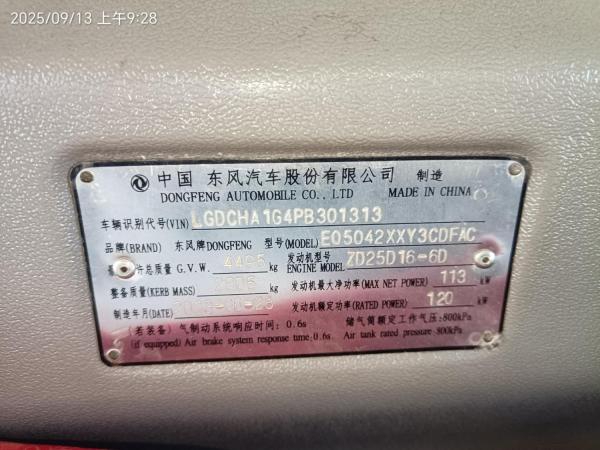 2025/09/13 上午9:28
中国 东风汽车股份有限公司 制造
DONGFENG AUTOMOBILE CO., LTD MADE IN CHINA
车辆识别代号(VIN) LGDCHA1G4PB301313
品牌(BRAND) 东风牌DONGFENG 型号(MODEL) EQ5042XXY3CDFAC
许总质量 G.V.W. 4495 kg 发动机型号 ENGINE MODEL ZD25D16-6D
整备质量(KERB MASS) kg 发动机最大净功率(MAX NET POWER) 113 kW
制造年月(DATE) 发动机额定功率(RATED POWER) 120 kW
(若装备) 气制动系统响应时间: 0.6s 储气筒额定工作气压:800kPa
(if equipped) Air brake system response time:0.6s Air tank rated pressure:800kPa